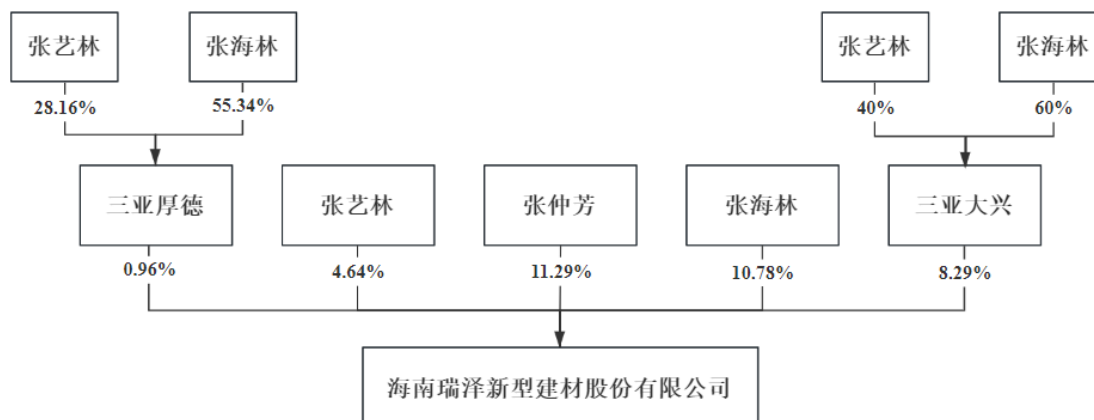 张艺林
张海林
张艺林
张海林
28.16%
55.34%
40%
60%
三亚厚德
张艺林
张仲芳
张海林
三亚大兴
0.96%
4.64%
11.29%
10.78%
8.29%
海南瑞泽新型建材股份有限公司